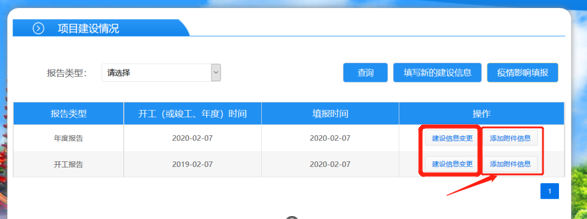 项目建设情况
报告类型： 请选择 查询 填写新的建设信息 疫情影响填报
报告类型 开工（或竣工、年度）时间 填报时间 操作
年度报告 2020-02-07 2020-02-07 建设信息变更 添加附件信息
开工报告 2019-02-07 2020-02-07 建设信息变更 添加附件信息
1